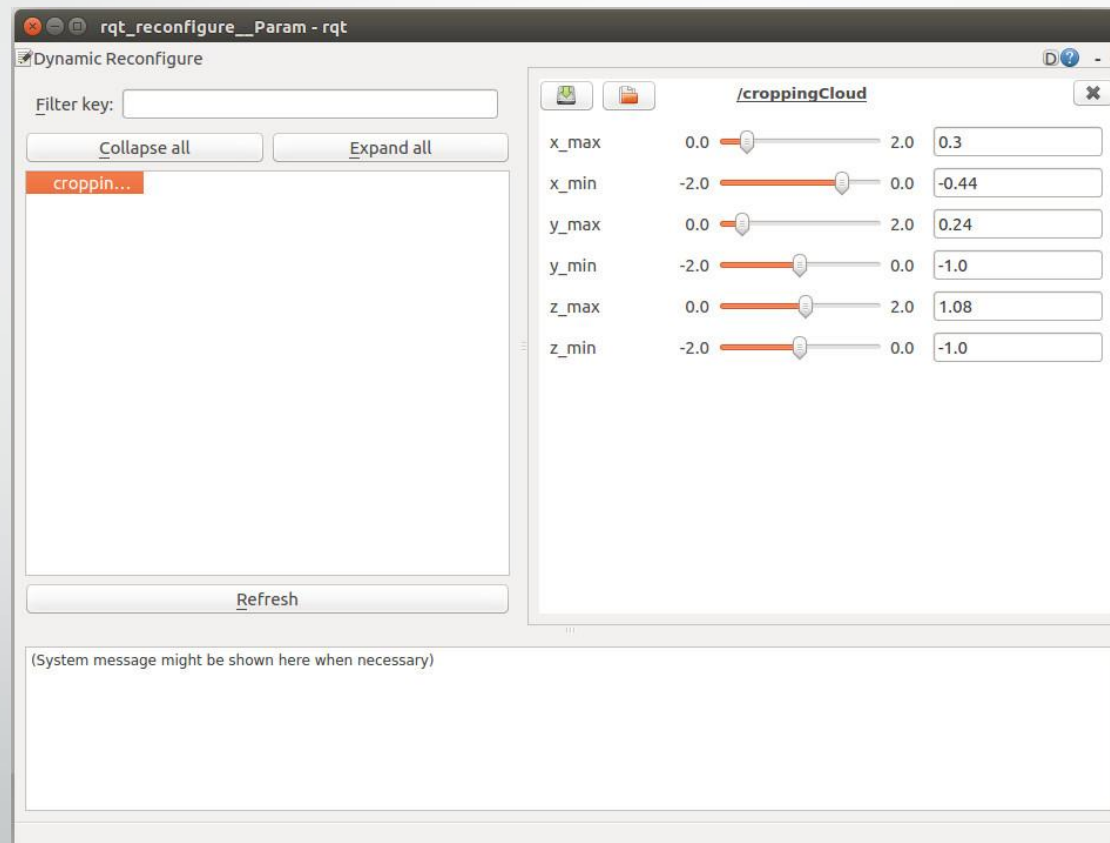 rqt_reconfigure__Param - rqt
Dynamic Reconfigure
D ? -
Filter key:
Collapse all Expand all
croppin...
Refresh
/croppingCloud
x_max 0.0 2.0 0.3
x_min -2.0 0.0 -0.44
y_max 0.0 2.0 0.24
y_min -2.0 0.0 -1.0
z_max 0.0 2.0 1.08
z_min -2.0 0.0 -1.0
(System message might be shown here when necessary)